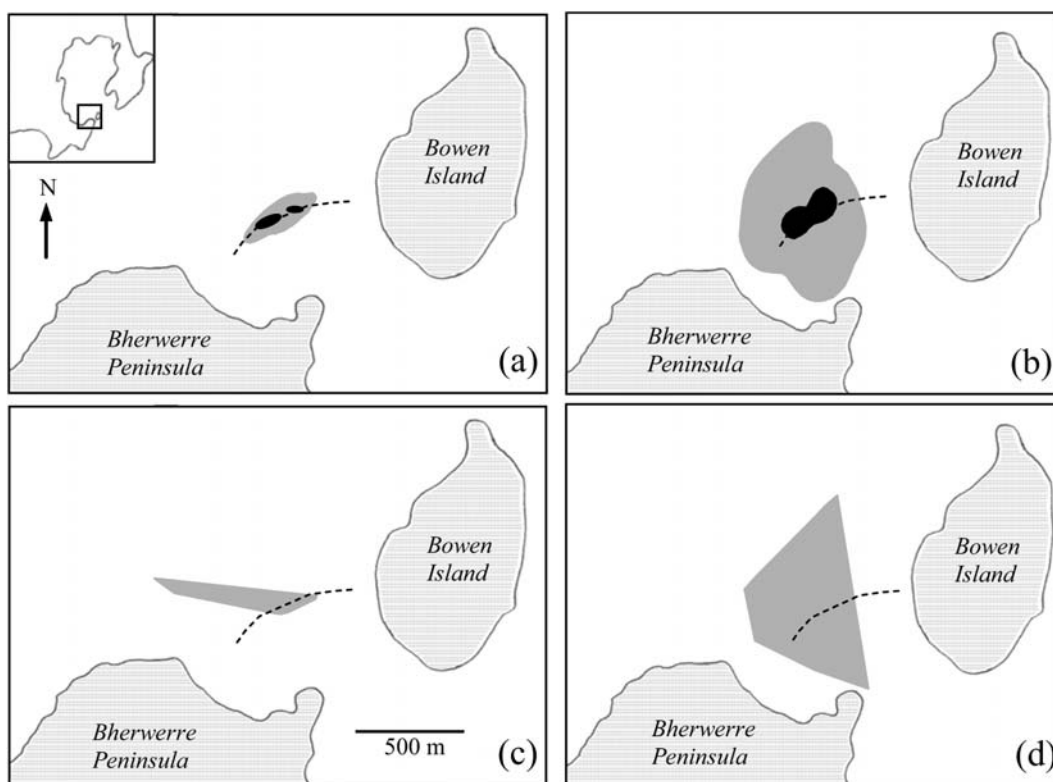 N
Bowen
Island
Bherwerre
Peninsula
(a)
Bowen
Island
Bherwerre
Peninsula
(b)
Bowen
Island
Bherwerre
Peninsula
500 m
(c)
Bowen
Island
Bherwerre
Peninsula
(d)